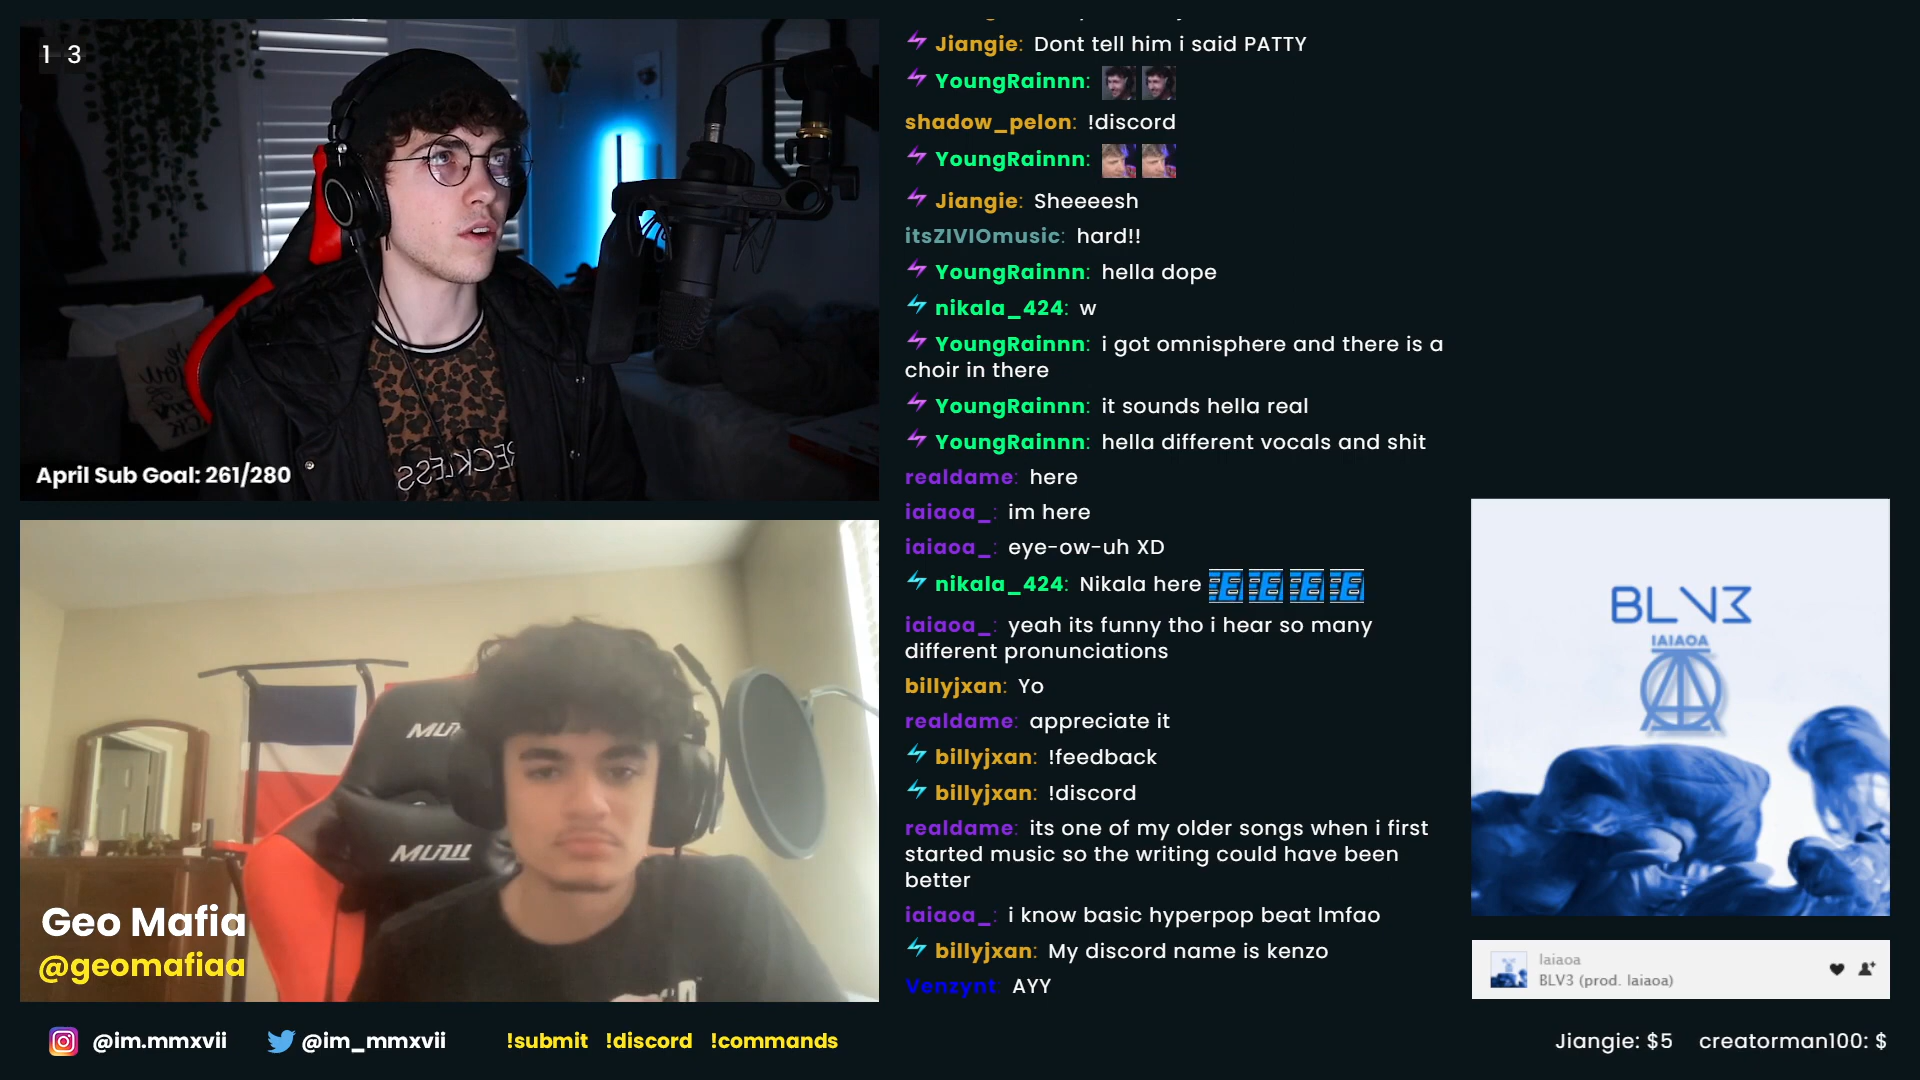 1 3
April Sub Goal: 261/280
RECKLESS
MUW
Geo Mafia
@geomafiaa
Jiangie: Dont tell him i said PATTY
YoungRainnn:
shadow_pelon: !discord
YoungRainnn:
Jiangie: Sheeeesh
itsZIVIOmusic: hard!!
YoungRainnn: hella dope
nikala_424: w
YoungRainnn: i got omnisphere and there is a
choir in there
YoungRainnn: it sounds hella real
YoungRainnn: hella different vocals and shit
realdame: here
iaiaoa_: im here
iaiaoa_: eye-ow-uh XD
nikala_424: Nikala here E E E E
iaiaoa_: yeah its funny tho i hear so many
different pronunciations
billyjxan: Yo
realdame: appreciate it
billyjxan: !feedback
billyjxan: !discord
realdame: its one of my older songs when i first
started music so the writing could have been
better
iaiaoa_: i know basic hyperpop beat lmfao
billyjxan: My discord name is kenzo
Venzynt: AYY
BLV3
IAIAOA
Iaiaoa
BLV3 (prod. Iaiaoa)
@im.mmxvii @im_mmxvii !submit !discord !commands
Jiangie: $5 creatorman100: $